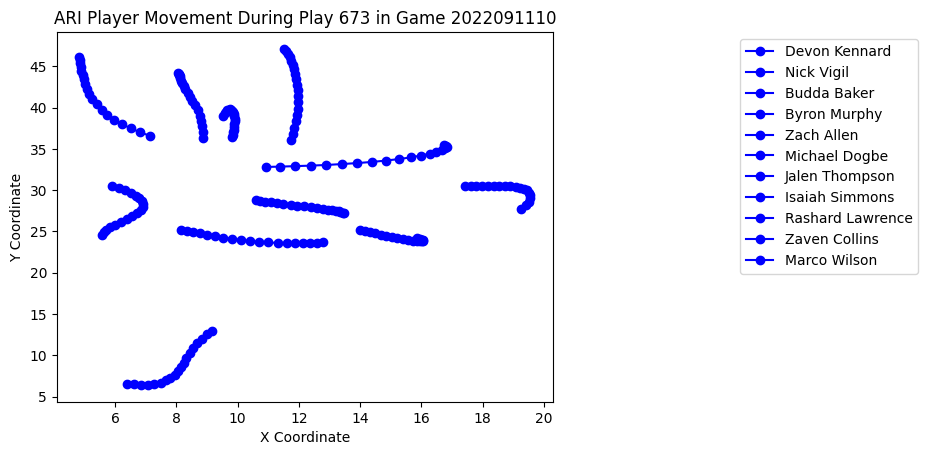 ARI Player Movement During Play 673 in Game 2022091110
45
40
35
30
25
20
15
10
5
Y Coordinate
6 8 10 12 14 16 18 20
X Coordinate
Devon Kennard
Nick Vigil
Budda Baker
Byron Murphy
Zach Allen
Michael Dogbe
Jalen Thompson
Isaiah Simmons
Rashard Lawrence
Zaven Collins
Marco Wilson